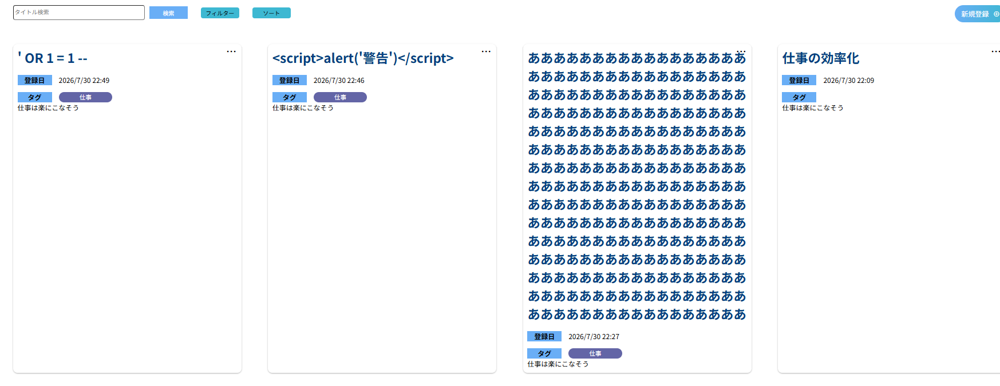 タイトル検索 検索 フィルター ソート 新規登録 ⊕
' OR 1 = 1 -- ...
登録日 2026/7/30 22:49
タグ 仕事
仕事は楽にこなそう
<script>alert('警告')</script> ...
登録日 2026/7/30 22:46
タグ 仕事
仕事は楽にこなそう
あああああああああああああああああ ...
あああああああああああああああああ
あああああああああああああああああ
あああああああああああああああああ
あああああああああああああああああ
あああああああああああああああああ
あああああああああああああああああ
あああああああああああああああああ
あああああああああああああああああ
あああああああああああああああああ
あああああああああああああああああ
あああああああああああああああああ
あああああああああああああああああ
あああああああああああああああああ
あああああああああああああああああ
登録日 2026/7/30 22:27
タグ 仕事
仕事は楽にこなそう
仕事の効率化 ...
登録日 2026/7/30 22:09
タグ
仕事は楽にこなそう